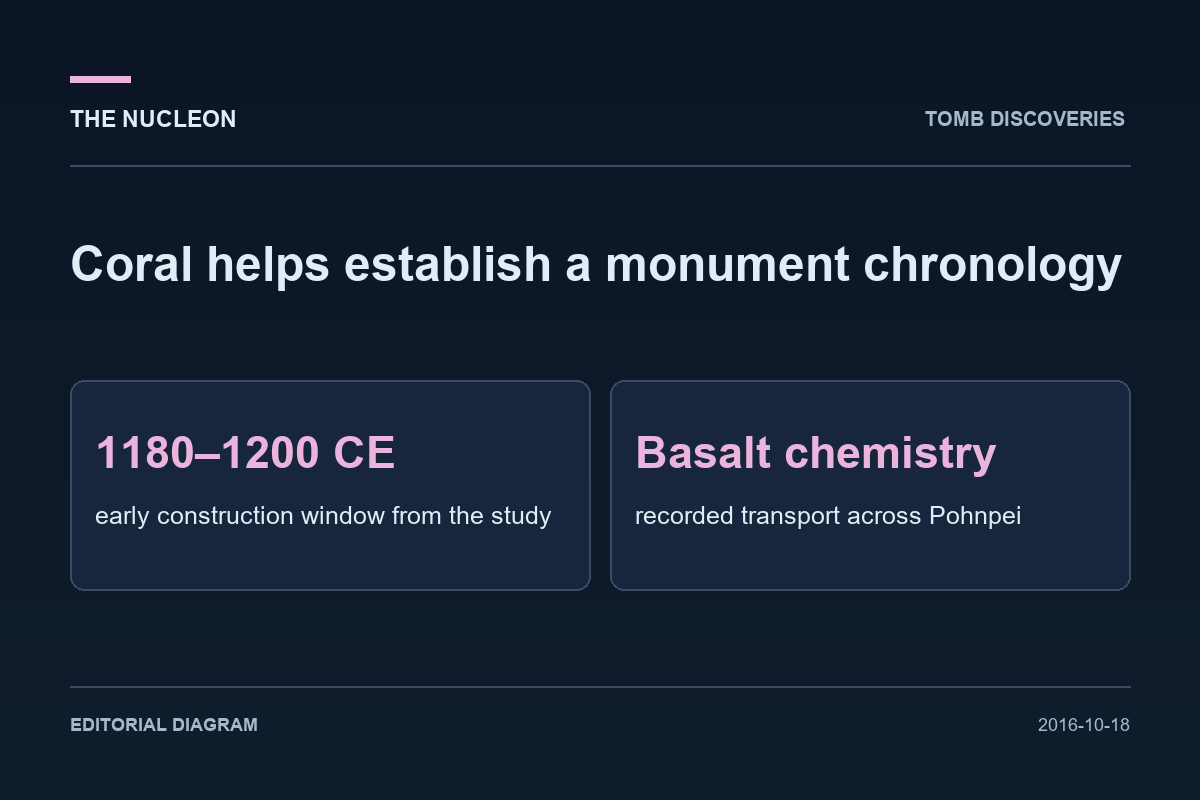 THE NUCLEON
TOMB DISCOVERIES
Coral helps establish a monument chronology
1180–1200 CE
early construction window from the study
Basalt chemistry
recorded transport across Pohnpei
EDITORIAL DIAGRAM
2016-10-18